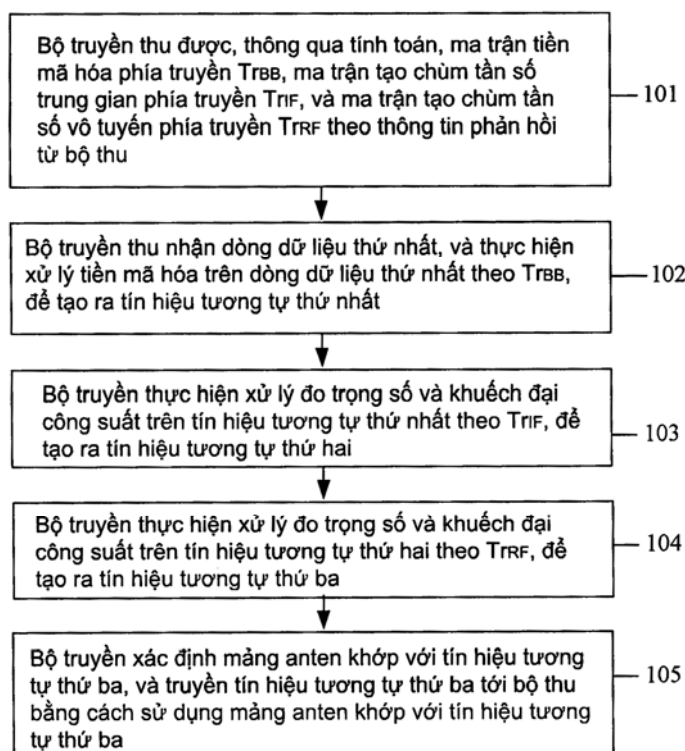 Bộ truyền thu được, thông qua tính toán, ma trận tiền
mã hóa phía truyền TrBB, ma trận tạo chùm tần số
trung gian phía truyền TrIF, và ma trận tạo chùm tần
số vô tuyến phía truyền TrRF theo thông tin phản hồi
từ bộ thu
101
Bộ truyền thu nhận dòng dữ liệu thứ nhất, và thực hiện
xử lý tiền mã hóa trên dòng dữ liệu thứ nhất theo TrBB,
để tạo ra tín hiệu tương tự thứ nhất
102
Bộ truyền thực hiện xử lý đo trọng số và khuếch đại
công suất trên tín hiệu tương tự thứ nhất theo TrIF, để
tạo ra tín hiệu tương tự thứ hai
103
Bộ truyền thực hiện xử lý đo trọng số và khuếch đại
công suất trên tín hiệu tương tự thứ hai theo TrRF, để
tạo ra tín hiệu tương tự thứ ba
104
Bộ truyền xác định mảng anten khớp với tín hiệu tương
tự thứ ba, và truyền tín hiệu tương tự thứ ba tới bộ thu
bằng cách sử dụng mảng anten khớp với tín hiệu tương
tự thứ ba
105